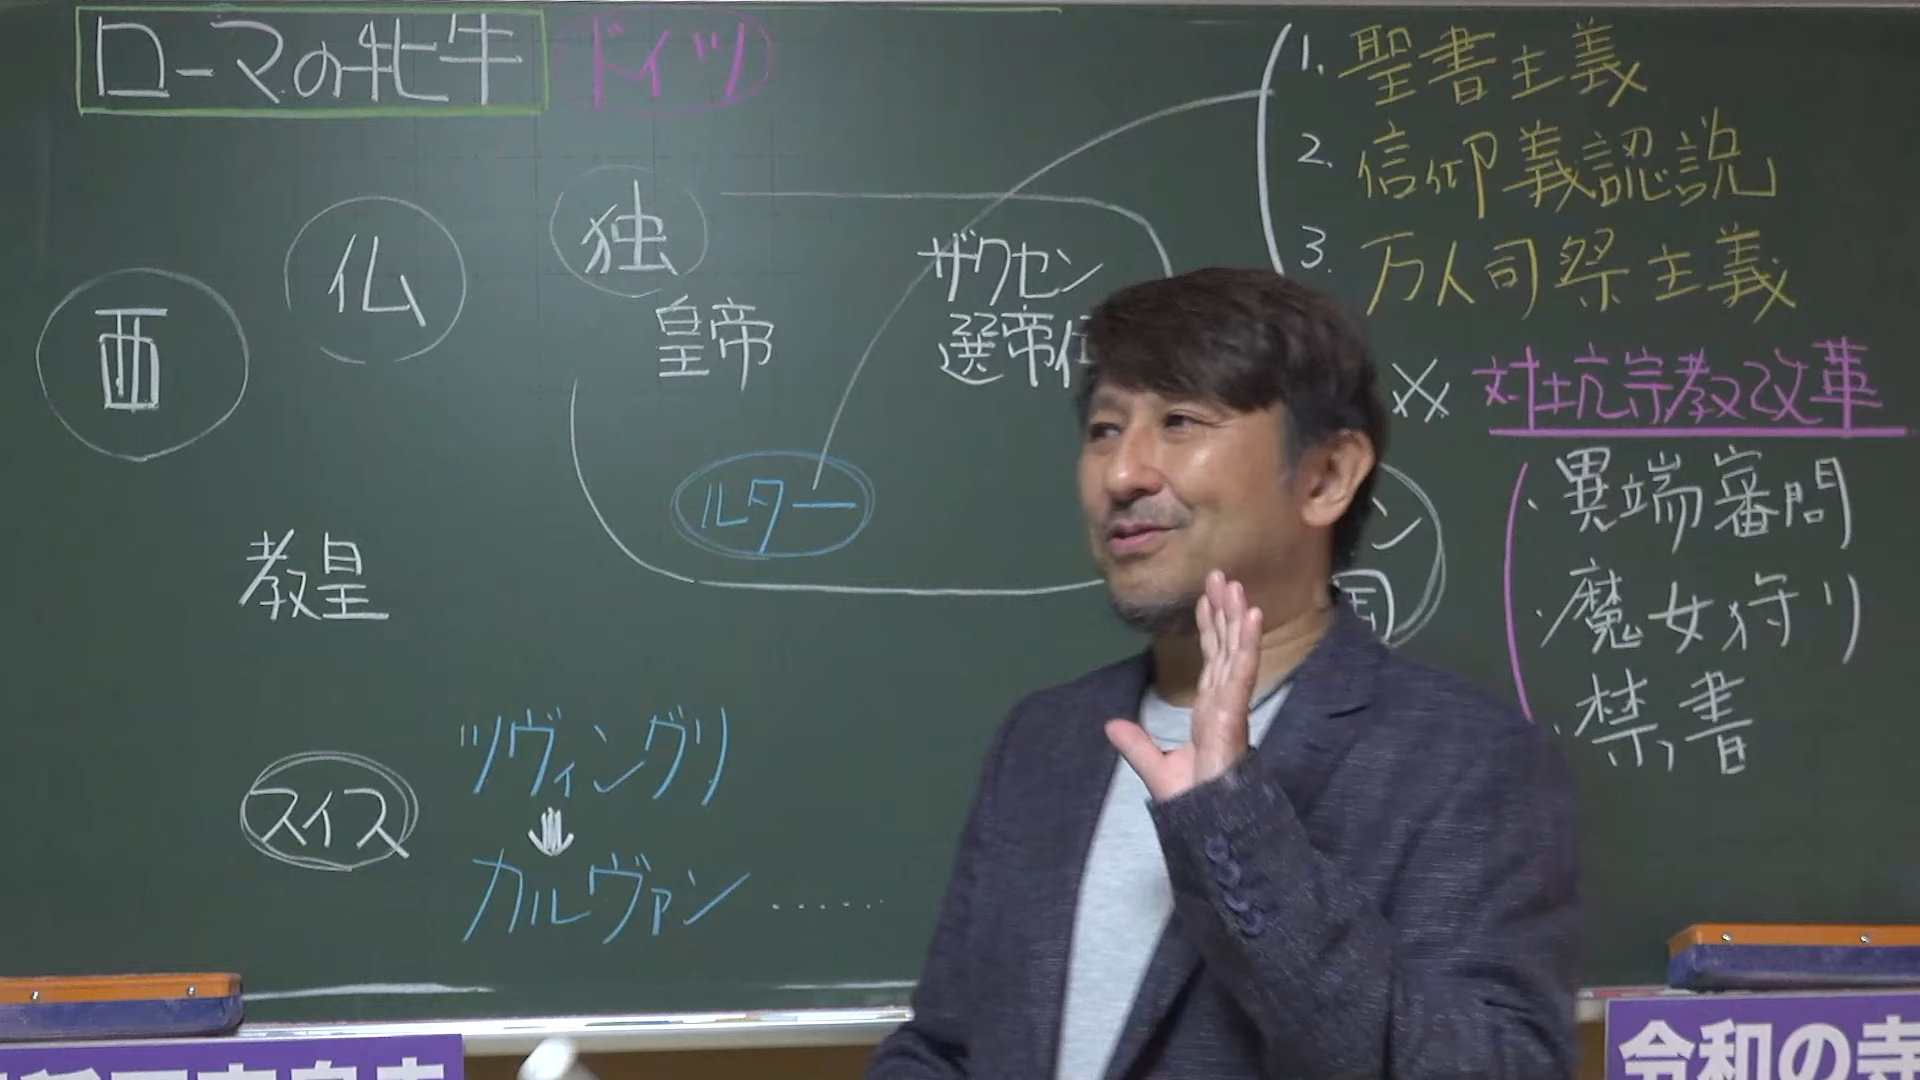 ローマの牝牛 ドイツ
1. 聖書主義
2. 信仰義認説
3. 万人司祭主義
独
仏
西
皇帝
ザクセン
選帝
ルター
※ 対抗宗教改革
・異端審問
・魔女狩り
・禁書
ン
国
教皇
スイス
ツヴィングリ
↓
カルヴァン ……
令和の寺